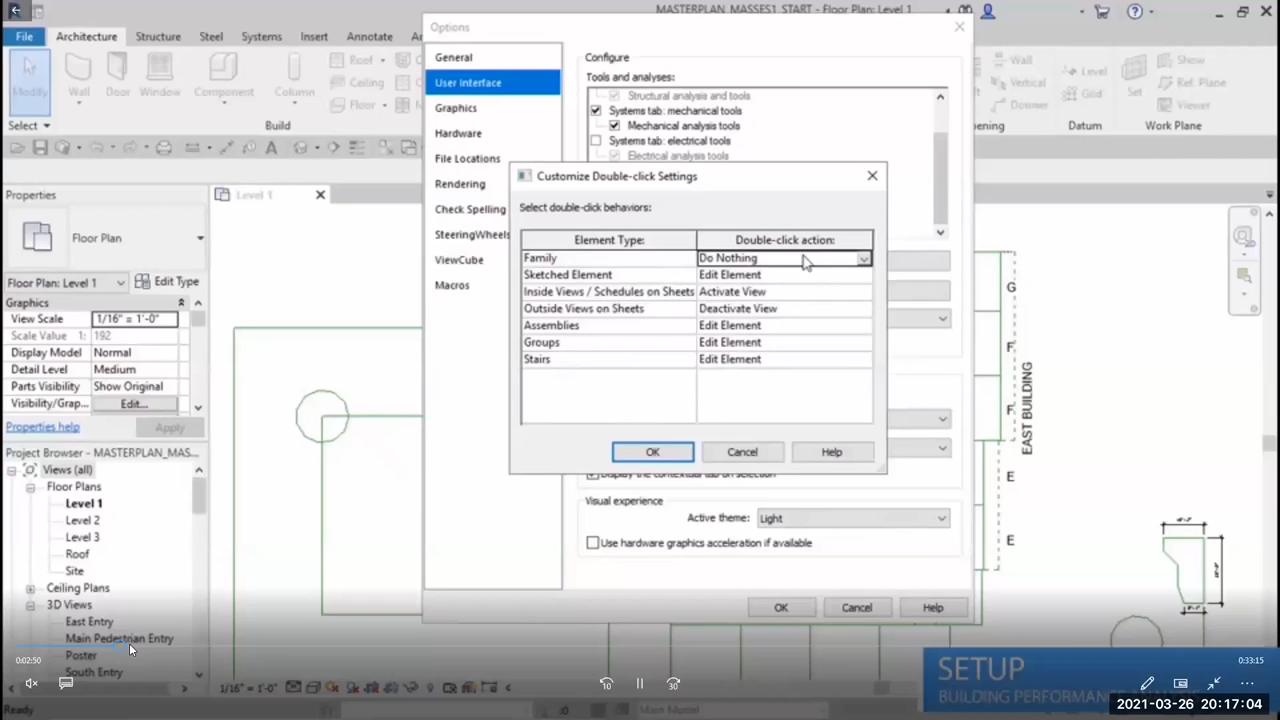 MASTERPLAN_MASSES1_START - Floor Plan: Level 1
Options
File Architecture Structure Steel Systems Insert Annotate
Modify Wall Door Window Component Column Roof Ceiling Floor
Wall Vertical Dormer Level Grid Set Show Ref Plane Viewer
Select Build Datum Work Plane
General
User Interface
Graphics
Hardware
File Locations
Rendering
Check Spelling
SteeringWheels
ViewCube
Macros
Configure
Tools and analyses:
Structural analysis and tools
Systems tab: mechanical tools
Mechanical analysis tools
Systems tab: electrical tools
Electrical analysis tools
Customize Double-click Settings
Select double-click behaviors:
Element Type: Double-click action:
Family Do Nothing
Sketched Element Edit Element
Inside Views / Schedules on Sheets Activate View
Outside Views on Sheets Deactivate View
Assemblies Edit Element
Groups Edit Element
Stairs Edit Element
OK Cancel Help
Display the contextual tab on selection
Visual experience
Active theme: Light
Use hardware graphics acceleration if available
OK Cancel Help
Properties
Level 1
Floor Plan
Floor Plan: Level 1 Edit Type
Graphics
View Scale 1/16" = 1'-0"
Scale Value 1: 192
Display Model Normal
Detail Level Medium
Parts Visibility Show Original
Visibility/Grap... Edit...
Properties help Apply
Project Browser - MASTERPLAN_MAS...
Views (all)
Floor Plans
Level 1
Level 2
Level 3
Roof
Site
Ceiling Plans
3D Views
East Entry
Main Pedestrian Entry
Poster
South Entry
G
F
F
E
E
EAST BUILDING
0:02:50
0:33:15
1/16" = 1'-0"
10
30
Ready
:0
Main Model
SETUP
BUILDING PERFORMANCE
2021-03-26 20:17:04